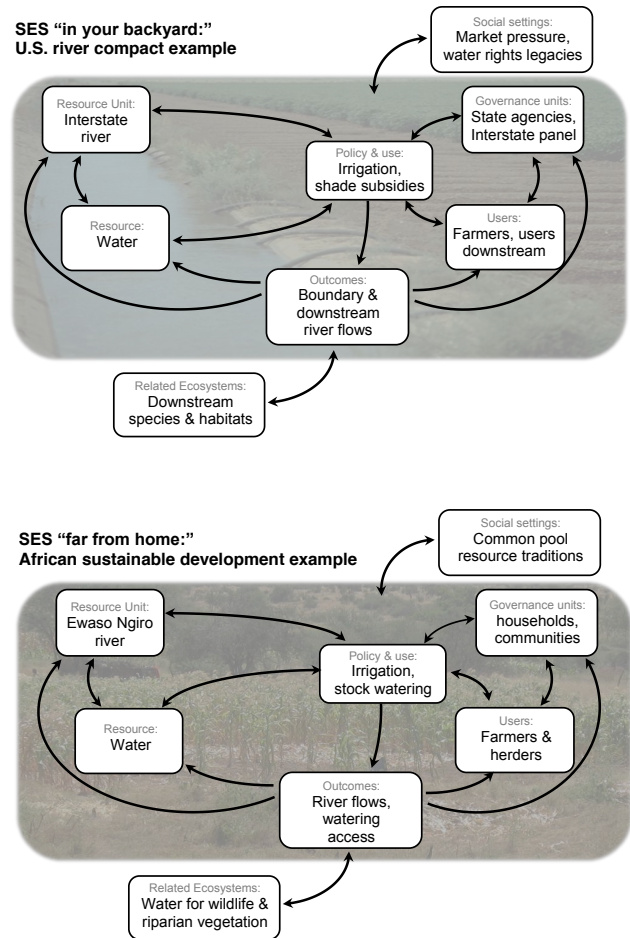 SES “in your backyard:”
U.S. river compact example
Social settings:
Market pressure,
water rights legacies
Resource Unit:
Interstate
river
Governance units:
State agencies,
Interstate panel
Policy & use:
Irrigation,
shade subsidies
Resource:
Water
Users:
Farmers, users
downstream
Outcomes:
Boundary &
downstream
river flows
Related Ecosystems:
Downstream
species & habitats
SES “far from home:”
African sustainable development example
Social settings:
Common pool
resource traditions
Resource Unit:
Ewaso Ngiro
river
Governance units:
households,
communities
Policy & use:
Irrigation,
stock watering
Resource:
Water
Users:
Farmers &
herders
Outcomes:
River flows,
watering
access
Related Ecosystems:
Water for wildlife &
riparian vegetation